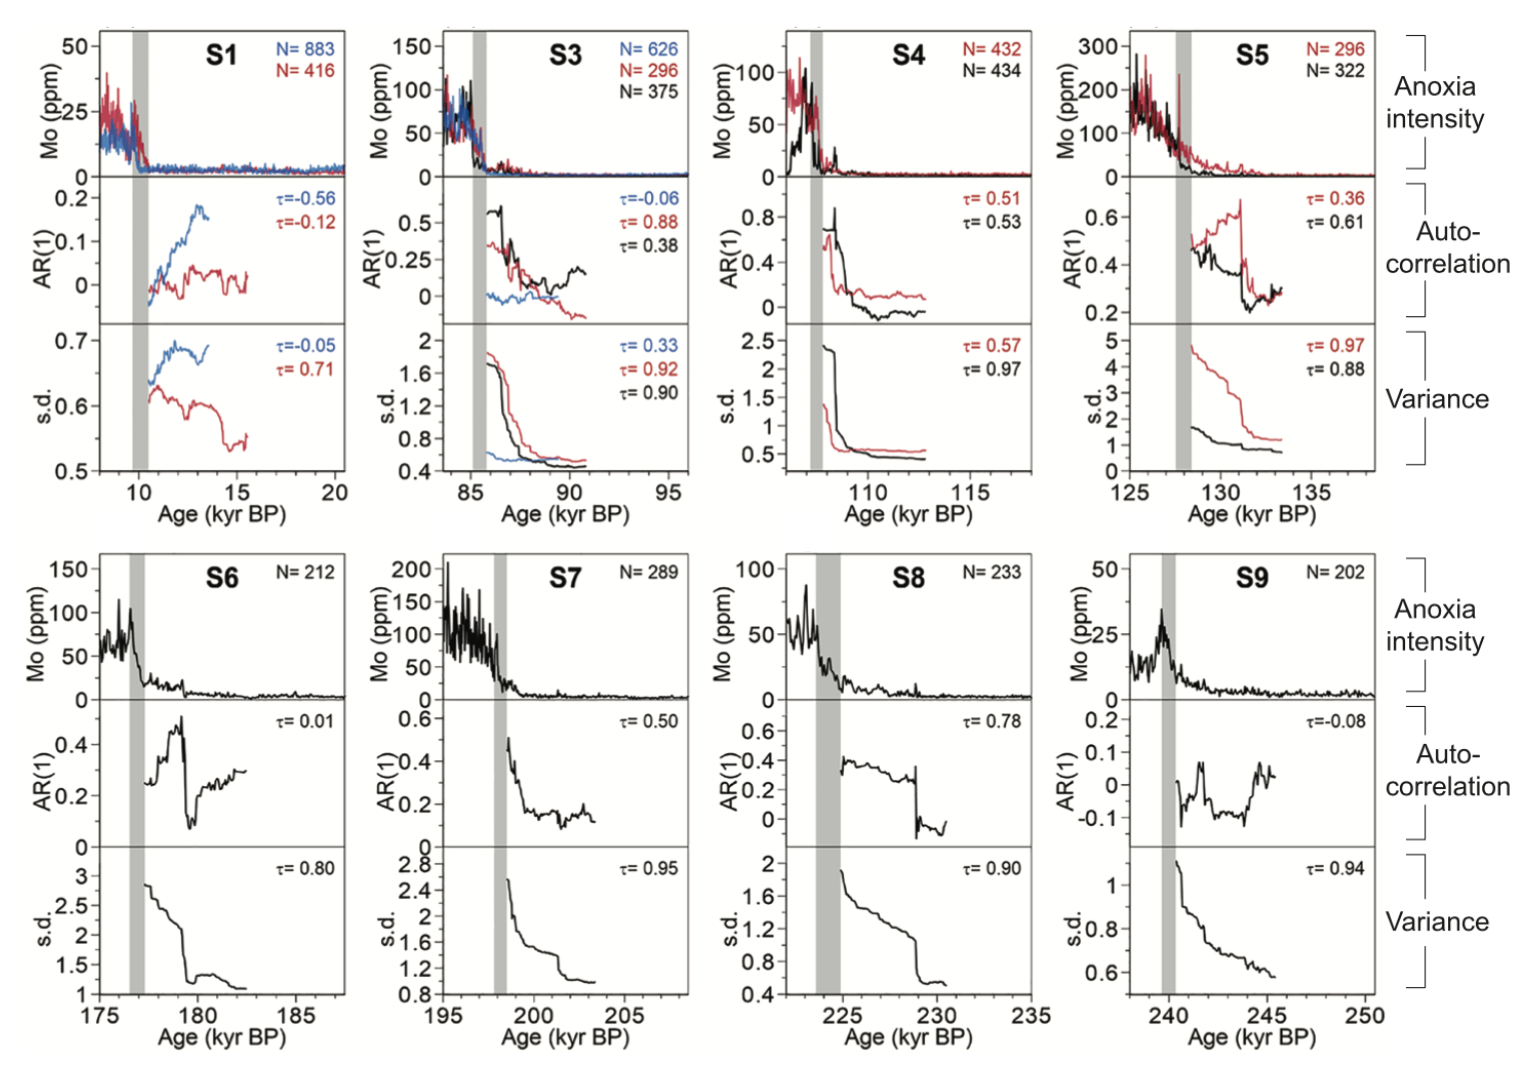 S1
N= 883
N= 416
50
25
0
Mo (ppm)
S3
N= 626
N= 296
N= 375
150
100
50
0
Mo (ppm)
S4
N= 432
N= 434
100
50
0
Mo (ppm)
S5
N= 296
N= 322
300
200
100
0
Mo (ppm)
Anoxia
intensity
τ=-0.56
τ=-0.12
0.2
0.1
0
AR(1)
τ=-0.06
τ= 0.88
τ= 0.38
0.5
0.25
0
AR(1)
τ= 0.51
τ= 0.53
0.8
0.4
0
AR(1)
τ= 0.36
τ= 0.61
0.6
0.4
0.2
AR(1)
Auto-
correlation
τ=-0.05
τ= 0.71
0.7
0.6
0.5
s.d.
τ= 0.33
τ= 0.92
τ= 0.90
2
1.6
1.2
0.8
0.4
s.d.
τ= 0.57
τ= 0.97
2.5
2
1.5
1
0.5
s.d.
τ= 0.97
τ= 0.88
5
4
3
2
1
0
s.d.
Variance
10 15 20
Age (kyr BP)
85 90 95
Age (kyr BP)
110 115
Age (kyr BP)
125 130 135
Age (kyr BP)
S6
N= 212
150
100
50
0
Mo (ppm)
S7
N= 289
200
150
100
50
0
Mo (ppm)
S8
N= 233
100
50
0
Mo (ppm)
S9
N= 202
50
25
0
Mo (ppm)
Anoxia
intensity
τ= 0.01
0.4
0.2
0
AR(1)
τ= 0.50
0.6
0.4
0.2
0
AR(1)
τ= 0.78
0.6
0.4
0.2
0
AR(1)
τ=-0.08
0.2
0.1
0
-0.1
AR(1)
Auto-
correlation
τ= 0.80
3
2.5
2
1.5
1
s.d.
τ= 0.95
2.8
2.4
2
1.6
1.2
0.8
s.d.
τ= 0.90
2
1.6
1.2
0.8
0.4
s.d.
τ= 0.94
1
0.8
0.6
s.d.
Variance
175 180 185
Age (kyr BP)
195 200 205
Age (kyr BP)
225 230 235
Age (kyr BP)
240 245 250
Age (kyr BP)